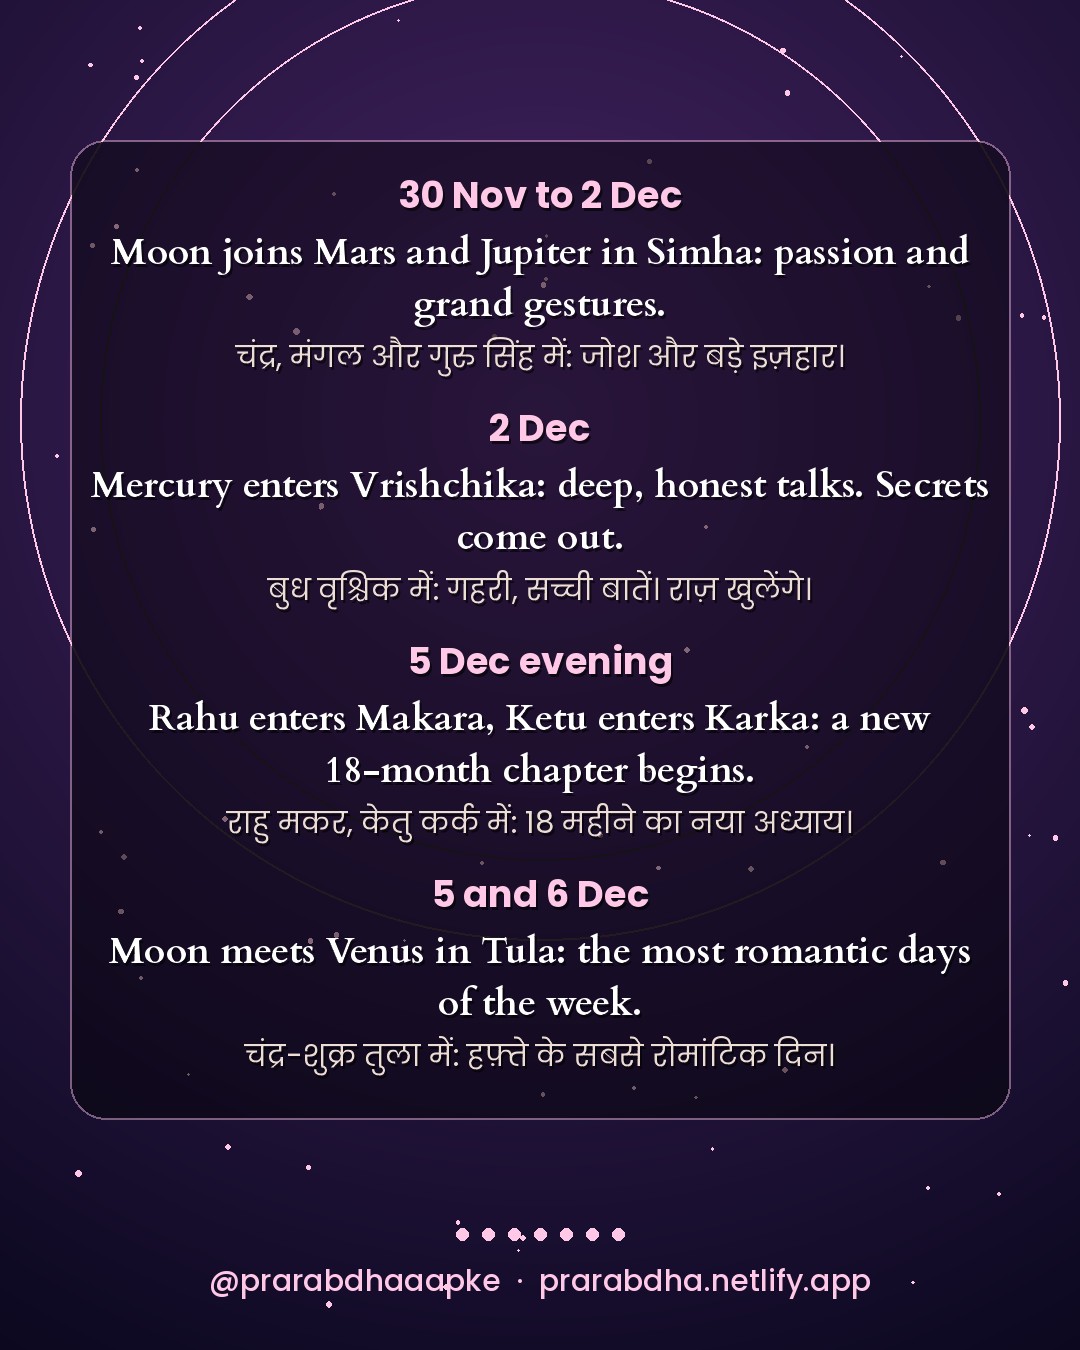 30 Nov to 2 Dec
Moon joins Mars and Jupiter in Simha: passion and
grand gestures.
चंद्र, मंगल और गुरु सिंह में: जोश और बड़े इज़हार।
2 Dec
Mercury enters Vrishchika: deep, honest talks. Secrets
come out.
बुध वृश्चिक में: गहरी, सच्ची बातें। राज़ खुलेंगे।
5 Dec evening
Rahu enters Makara, Ketu enters Karka: a new
18-month chapter begins.
राहु मकर, केतु कर्क में: 18 महीने का नया अध्याय।
5 and 6 Dec
Moon meets Venus in Tula: the most romantic days
of the week.
चंद्र-शुक्र तुला में: हफ़्ते के सबसे रोमांटिक दिन।
@prarabdhaaapke · prarabdha.netlify.app